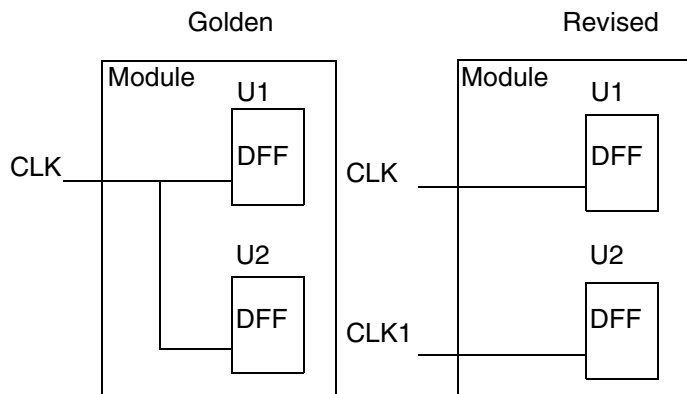 Golden
Module
U1
DFF
CLK
U2
DFF
Revised
Module
U1
DFF
CLK
U2
DFF
CLK1